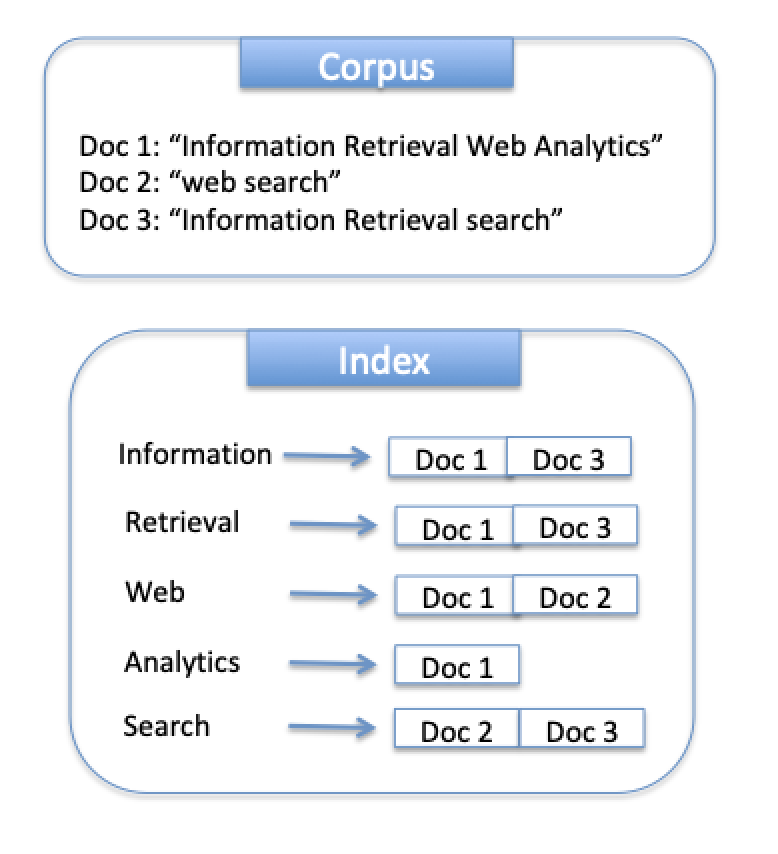 Corpus
Doc 1: “Information Retrieval Web Analytics”
Doc 2: “web search”
Doc 3: “Information Retrieval search”
Index
Information Doc 1 Doc 3
Retrieval Doc 1 Doc 3
Web Doc 1 Doc 2
Analytics Doc 1
Search Doc 2 Doc 3